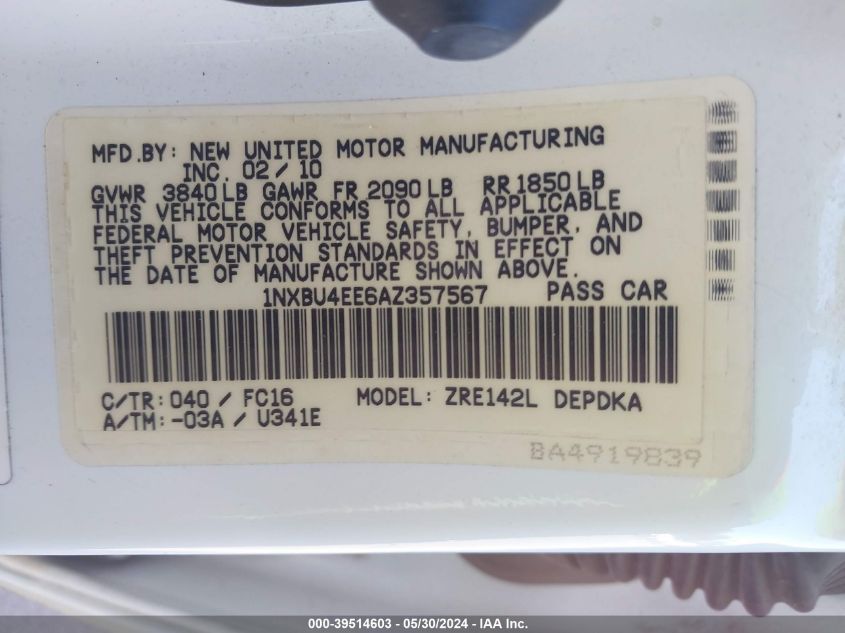 MFD.BY: NEW UNITED MOTOR MANUFACTURING
INC. 02/10
GVWR 3840LB GAWR FR 2090LB RR1850LB
THIS VEHICLE CONFORMS TO ALL APPLICABLE
FEDERAL MOTOR VEHICLE SAFETY, BUMPER, AND
THEFT PREVENTION STANDARDS IN EFFECT ON
THE DATE OF MANUFACTURE SHOWN ABOVE.
1NXBU4EE6AZ357567 PASS CAR
C/TR: 040 / FC16 MODEL: ZRE142L DEPDKA
A/TM: -03A / U341E
BA4919839
000-39514603 - 05/30/2024 - IAA Inc.